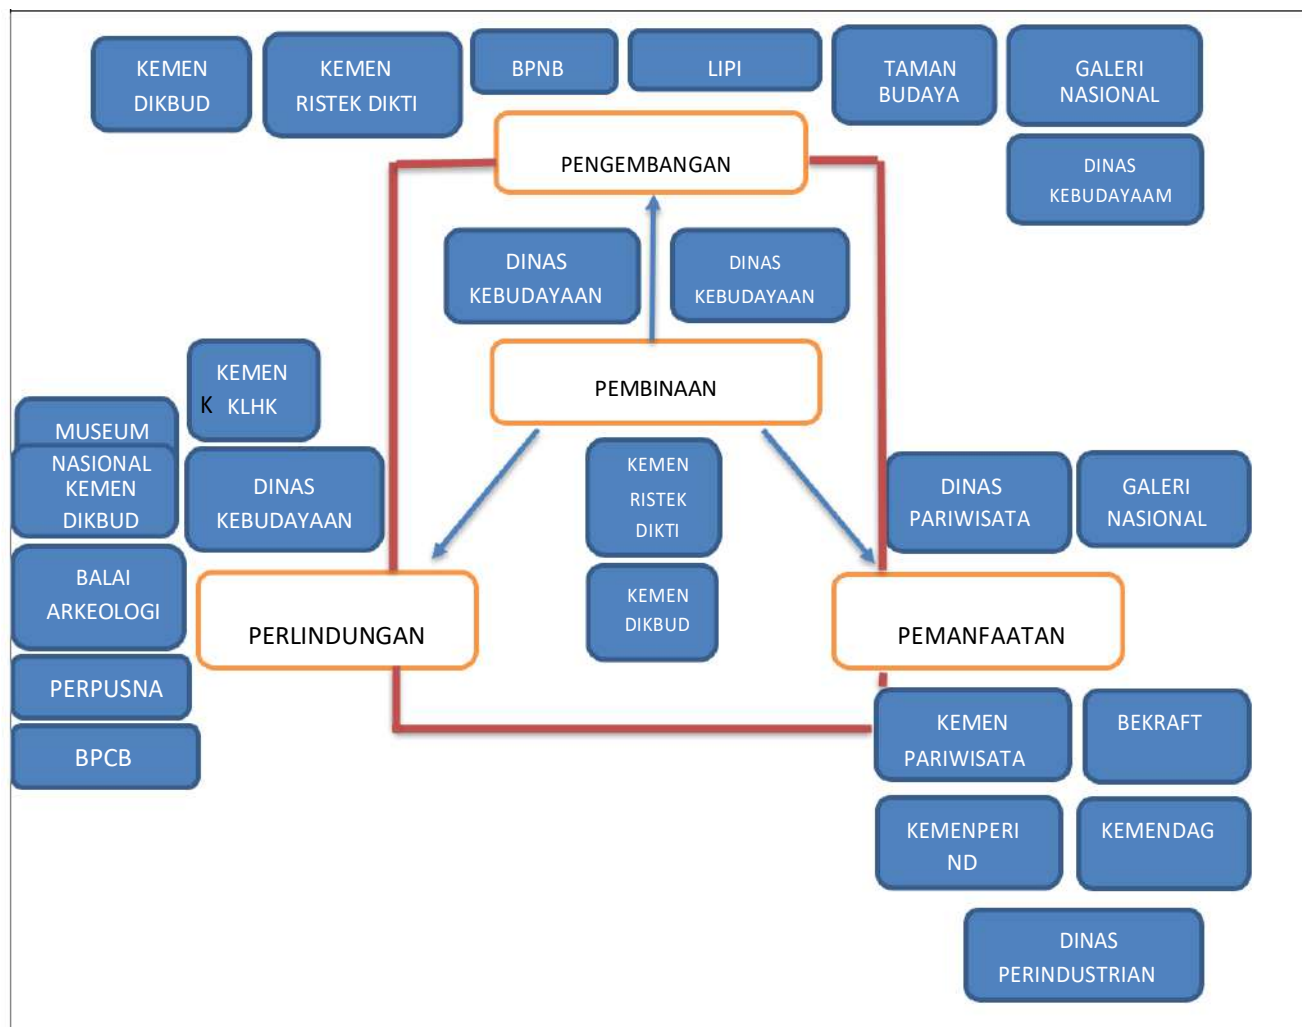 KEMEN
DIKBUD
KEMEN
RISTEK DIKTI
BPNB
LIPI
TAMAN
BUDAYA
GALERI
NASIONAL
DINAS
KEBUDAYAAM
PENGEMBANGAN
DINAS
KEBUDAYAAN
DINAS
KEBUDAYAAN
PEMBINAAN
KEMEN
K KLHK
MUSEUM
NASIONAL
KEMEN
DIKBUD
DINAS
KEBUDAYAAN
KEMEN
RISTEK
DIKTI
KEMEN
DIKBUD
DINAS
PARIWISATA
GALERI
NASIONAL
BALAI
ARKEOLOGI
PERLINDUNGAN
PEMANFAATAN
PERPUSNA
BPCB
KEMEN
PARIWISATA
BEKRAFT
KEMENPERI
ND
KEMENDAG
DINAS
PERINDUSTRIAN